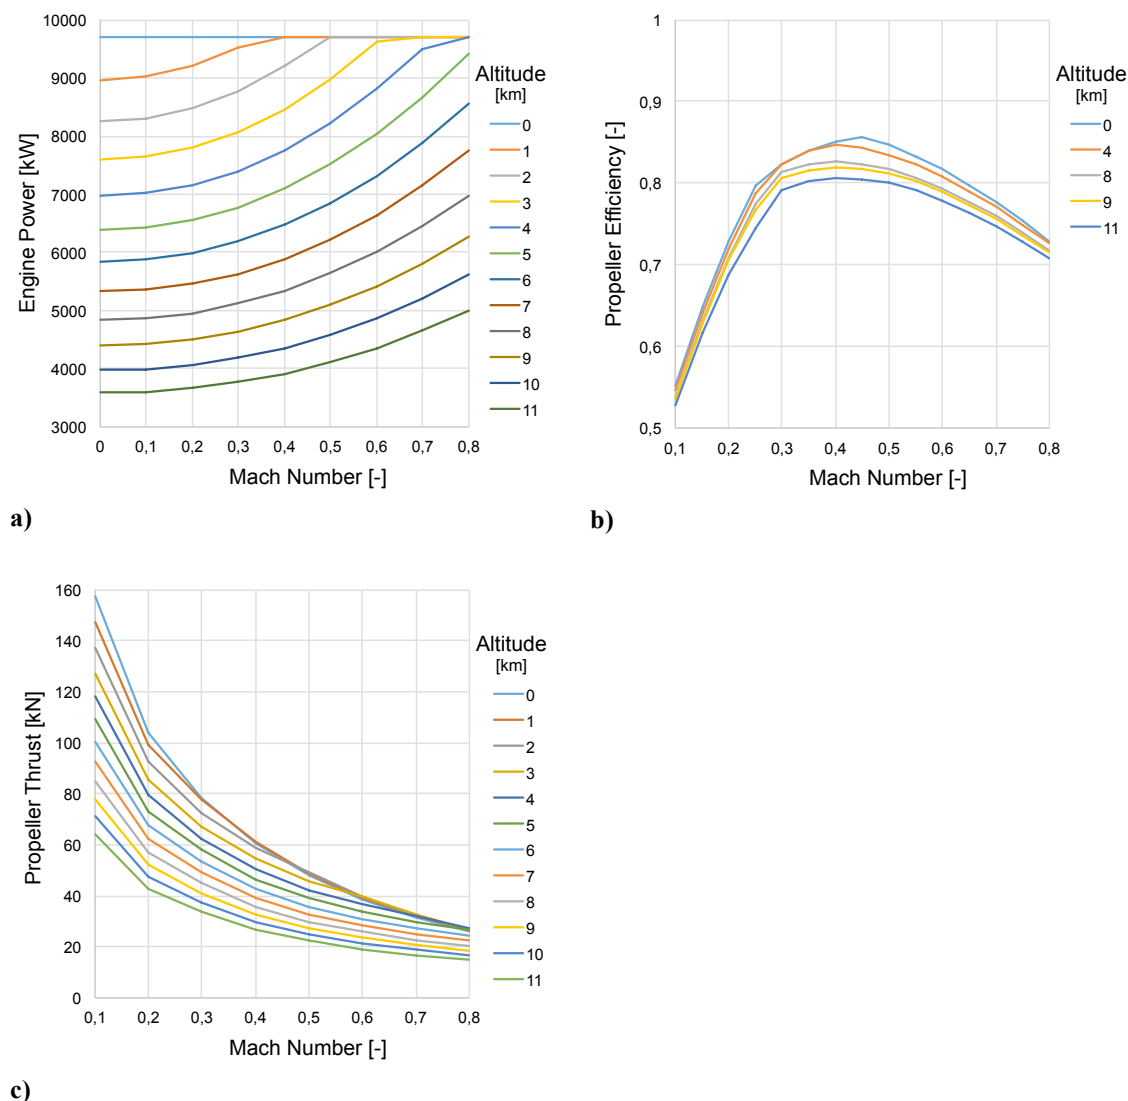 10000
9000
8000
7000
6000
5000
4000
3000
Engine Power [kW]
0 0,1 0,2 0,3 0,4 0,5 0,6 0,7 0,8
Mach Number [-]
Altitude
[km]
0
1
2
3
4
5
6
7
8
9
10
11
a)
1
0,9
0,8
0,7
0,6
0,5
Propeller Efficiency [-]
0,1 0,2 0,3 0,4 0,5 0,6 0,7 0,8
Mach Number [-]
Altitude
[km]
0
4
8
9
11
b)
160
140
120
100
80
60
40
20
0
Propeller Thrust [kN]
0,1 0,2 0,3 0,4 0,5 0,6 0,7 0,8
Mach Number [-]
Altitude
[km]
0
1
2
3
4
5
6
7
8
9
10
11
c)